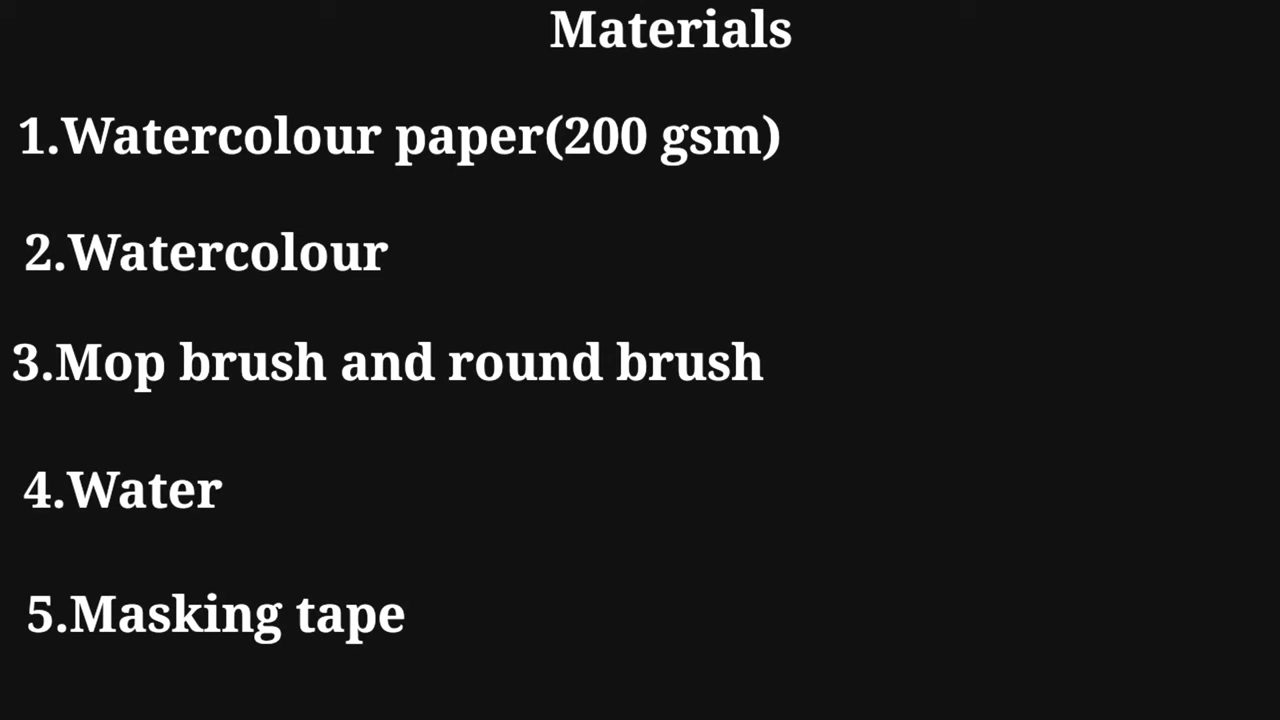 Materials
1.Watercolour paper(200 gsm)
2.Watercolour
3.Mop brush and round brush
4.Water
5.Masking tape